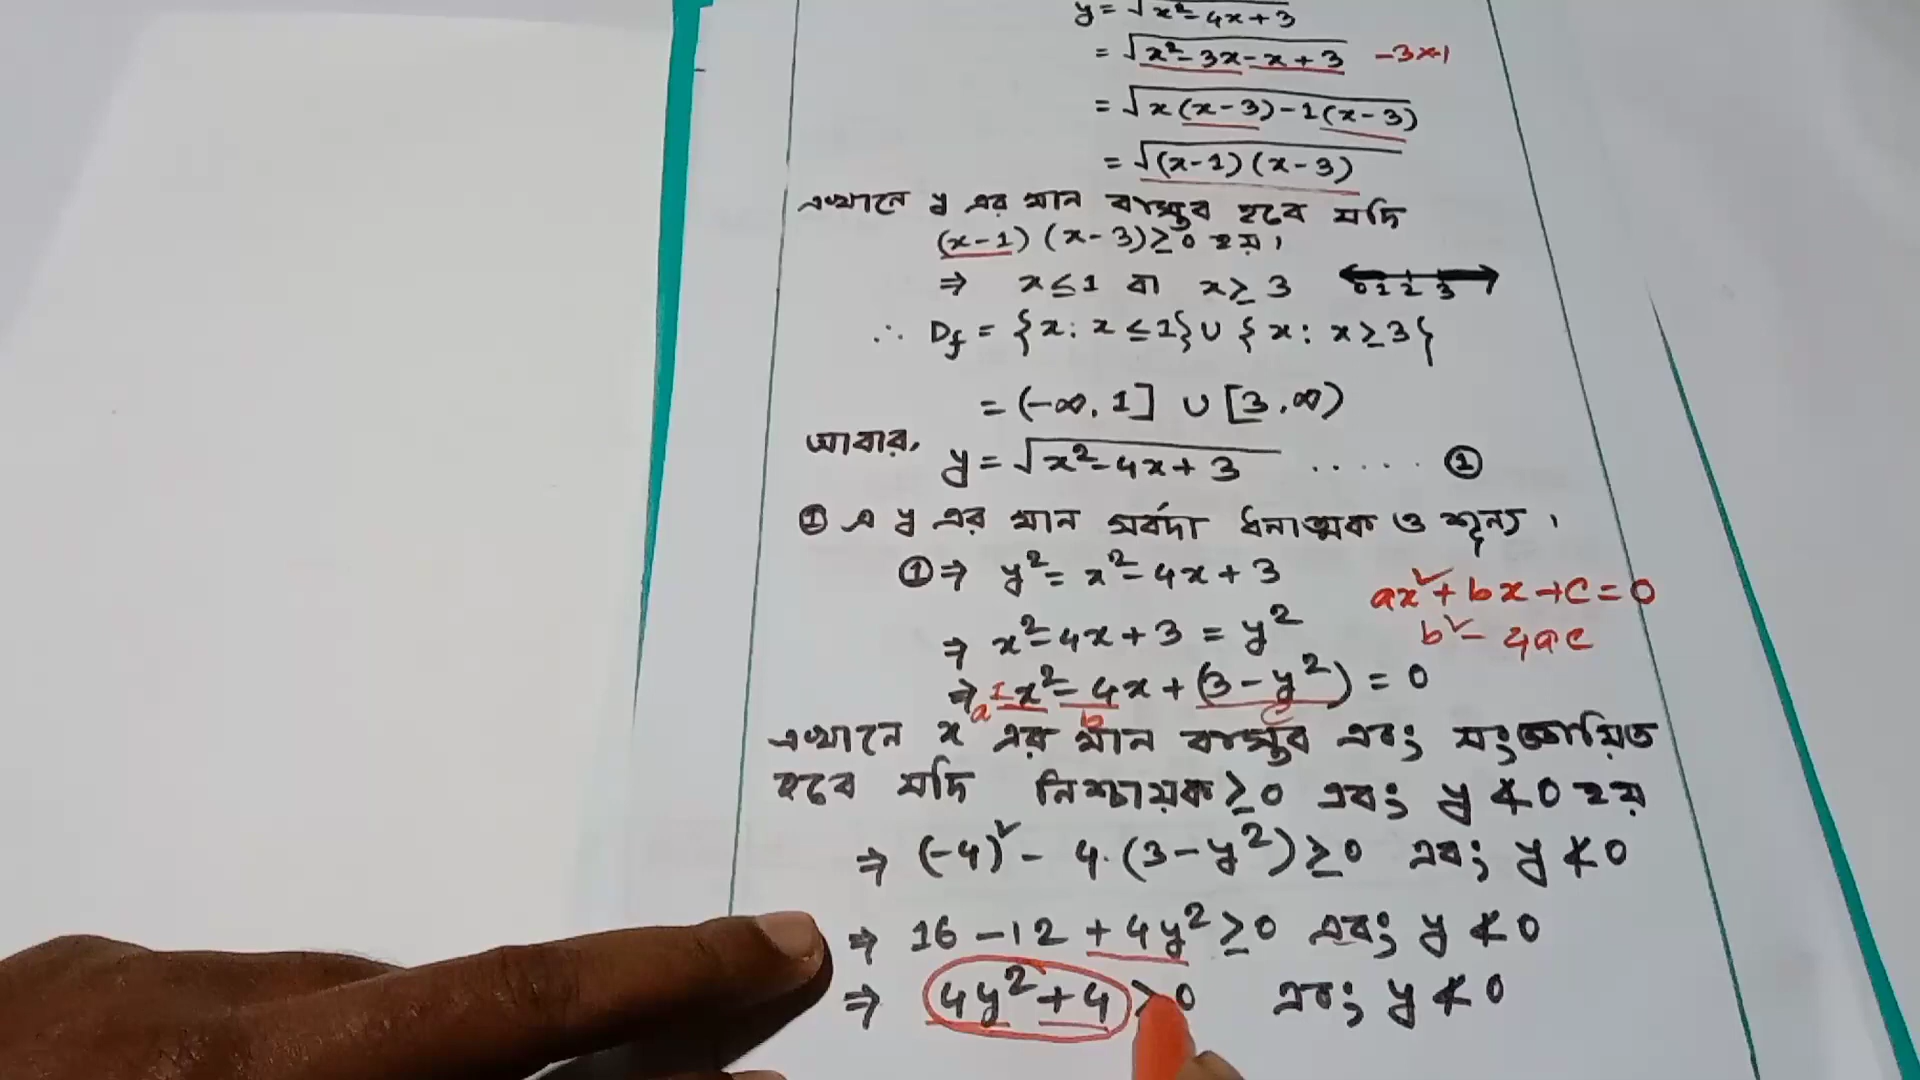 y = √x²-4x+3
= √x²-3x-x+3 -3×-1
= √x(x-3)-1(x-3)
= √(x-1)(x-3)
এখানে y এর মান বাস্তব হবে যদি
(x-1)(x-3)≥0 হয়।
⇒ x≤1 বা x≥3 0 1 2 3
∴ Df = {x: x≤1}∪{x: x≥3}
= (-∞, 1] ∪ [3, ∞)
আবার,
y = √x²-4x+3 ..... ①
① এ y এর মান সর্বদা ধনাত্মক ও শূন্য।
①⇒ y² = x²-4x+3
ax²+bx+c=0
⇒ x²-4x+3 = y²
b²-4ac
⇒ 1x²-4x+(3-y²) = 0
a b c
এখানে x এর মান বাস্তব এবং সংজ্ঞায়িত
হবে যদি নিশ্চায়ক ≥0 এবং y≮0 হয়
⇒ (-4)²-4.(3-y²)≥0 এবং y≮0
⇒ 16-12+4y²≥0 এবং y≮0
⇒ 4y²+4>0 এবং y≮0